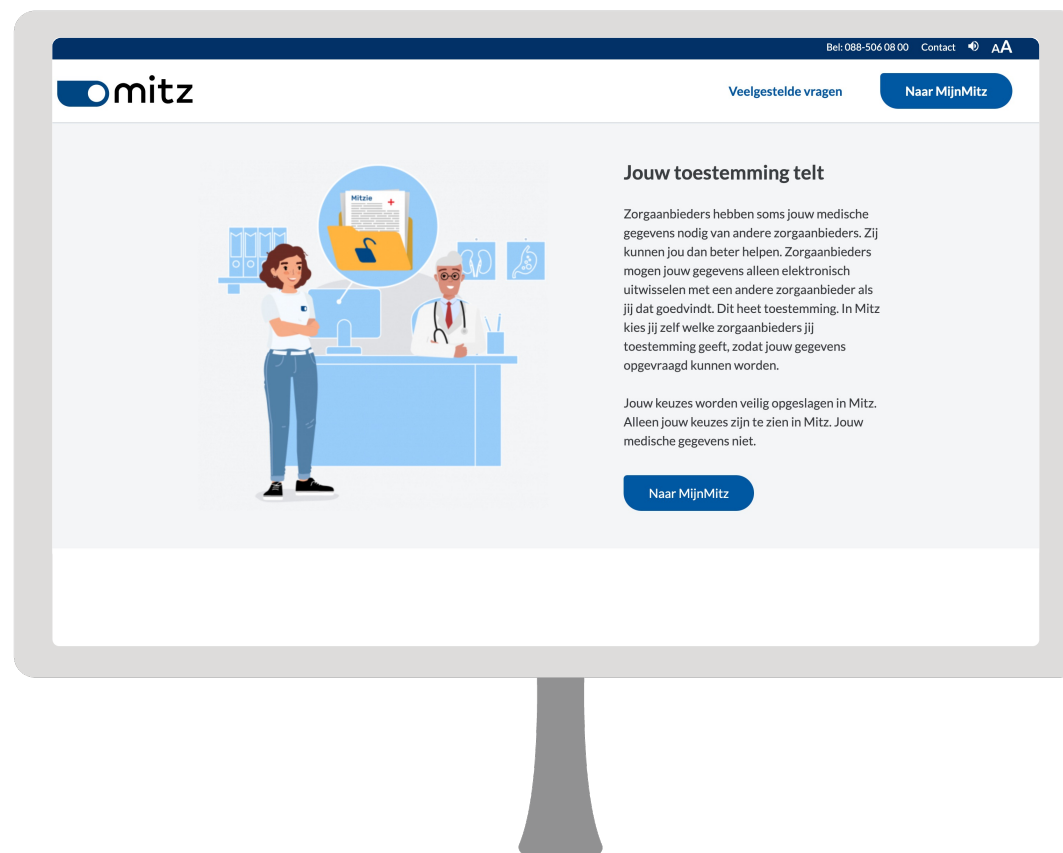 Bel: 088-506 08 00 Contact AA
mitz
Veelgestelde vragen
Naar MijnMitz
Mitzie
Jouw toestemming telt
Zorgaanbieders hebben soms jouw medische
gegevens nodig van andere zorgaanbieders. Zij
kunnen jou dan beter helpen. Zorgaanbieders
mogen jouw gegevens alleen elektronisch
uitwisselen met een andere zorgaanbieder als
jij dat goedvindt. Dit heet toestemming. In Mitz
kies jij zelf welke zorgaanbieders jij
toestemming geeft, zodat jouw gegevens
opgevraagd kunnen worden.
Jouw keuzes worden veilig opgeslagen in Mitz.
Alleen jouw keuzes zijn te zien in Mitz. Jouw
medische gegevens niet.
Naar MijnMitz